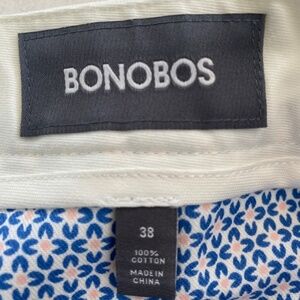 BONOBOS
38
100%
COTTON
MADE IN
CHINA